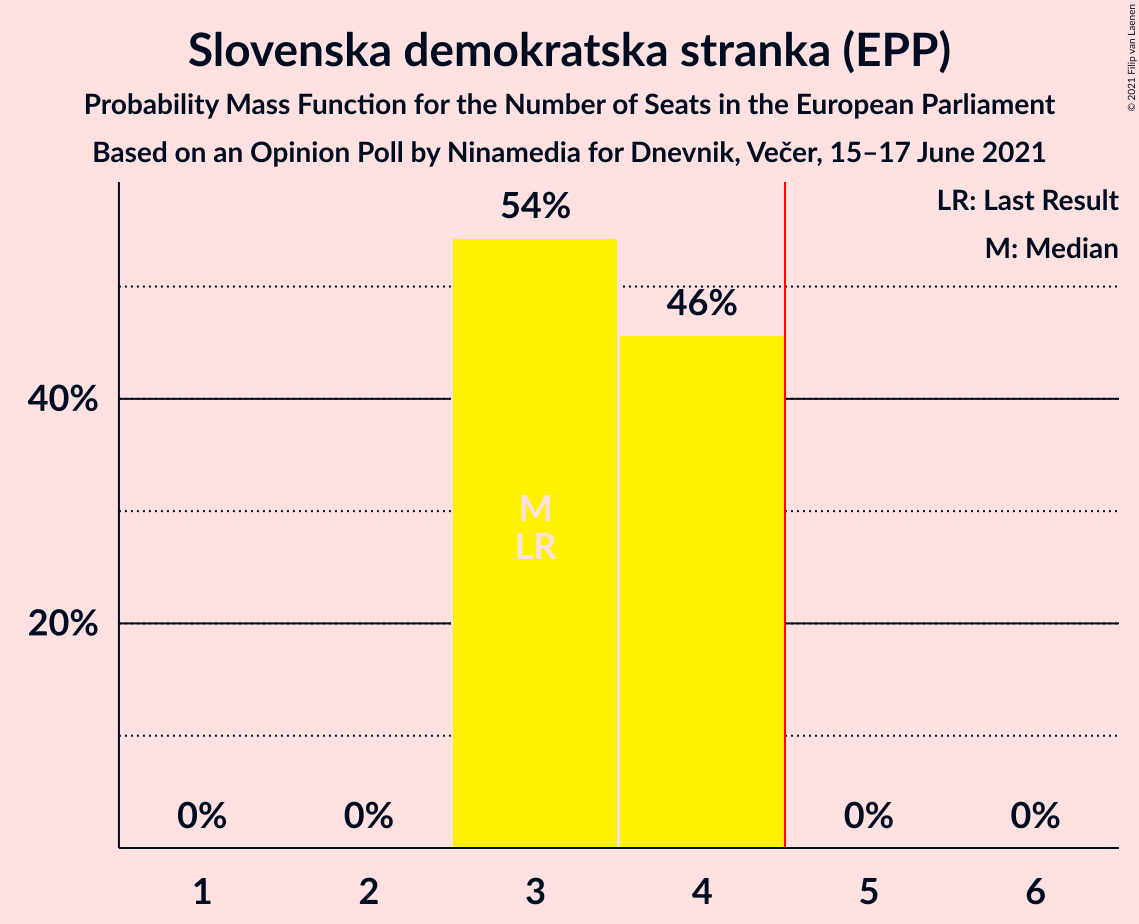 Slovenska demokratska stranka (EPP)
Probability Mass Function for the Number of Seats in the European Parliament
Based on an Opinion Poll by Ninamedia for Dnevnik, Večer, 15–17 June 2021
© 2021 Filip van Laenen
LR: Last Result
M: Median
54%
46%
40%
M
LR
20%
0% 0% 0% 0%
1 2 3 4 5 6